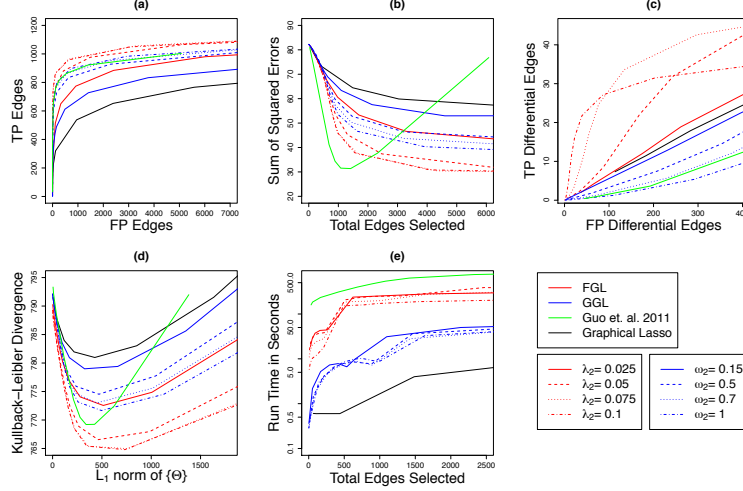 (a)
TP Edges
0 200 400 600 800 1000 1200
0 1000 2000 3000 4000 5000 6000 7000
FP Edges
(b)
Sum of Squared Errors
30 40 50 60 70 80 90
0 1000 2000 3000 4000 5000 6000
Total Edges Selected
(c)
TP Differential Edges
0 10 20 30 40
0 100 200 300 400
FP Differential Edges
(d)
Kullback–Leibler Divergence
765 770 775 780 785 790 795
0 500 1000 1500
L₁ norm of {Θ}
(e)
Run Time in Seconds
0.1 0.5 5.0 50.0 500.0
0 500 1000 1500 2000 2500
Total Edges Selected
FGL
GGL
Guo et. al. 2011
Graphical Lasso
λ₂= 0.025
λ₂= 0.05
λ₂= 0.075
λ₂= 0.1
ω₂= 0.15
ω₂= 0.5
ω₂= 0.7
ω₂= 1